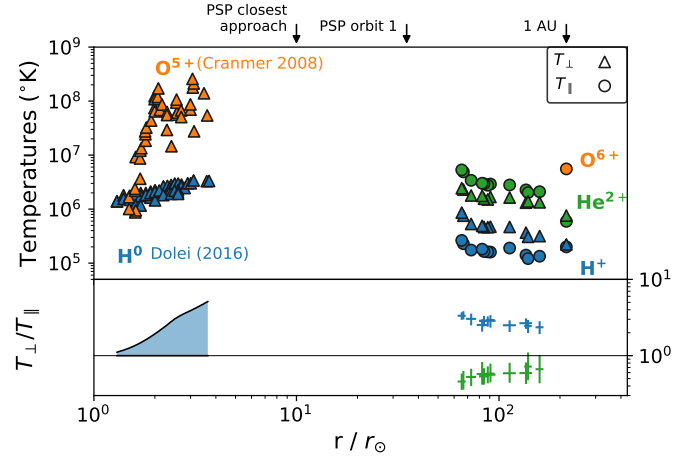 PSP closest
approach
PSP orbit 1
1 AU
10⁹
10⁸
10⁷
10⁶
10⁵
Temperatures (°K)
O⁵⁺ (Cranmer 2008)
T⊥
T∥
O⁶⁺
He²⁺
H⁰ Dolei (2016)
H⁺
10¹
10⁰
T⊥/T∥
10⁰
10¹
10²
r / r⊙